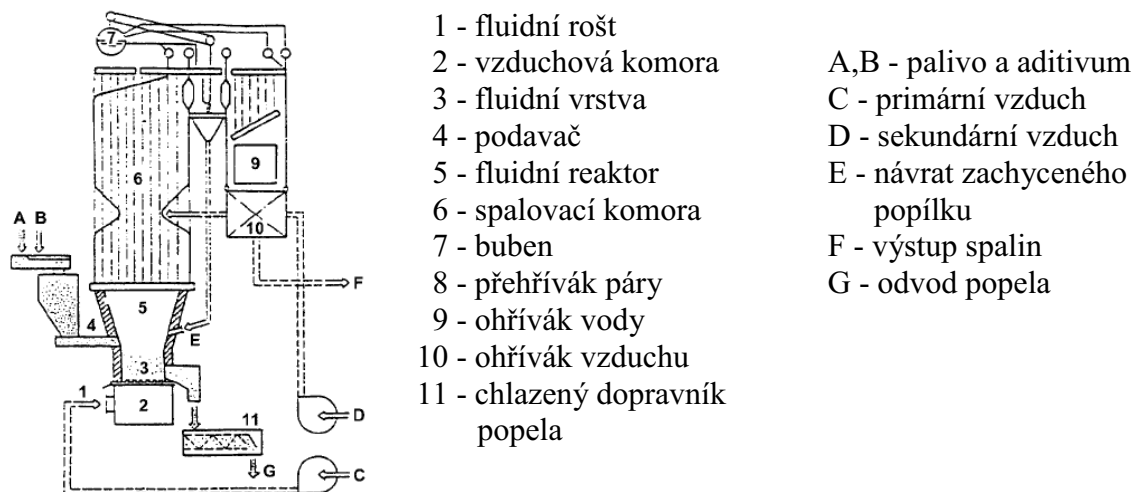 7
6
9
10
A B
F
5
4
E
3
1
2
11
D
G
C
1 - fluidní rošt
2 - vzduchová komora
3 - fluidní vrstva
4 - podavač
5 - fluidní reaktor
6 - spalovací komora
7 - buben
8 - přehřívák páry
9 - ohřívák vody
10 - ohřívák vzduchu
11 - chlazený dopravník
popela
A,B - palivo a aditivum
C - primární vzduch
D - sekundární vzduch
E - návrat zachyceného
popílku
F - výstup spalin
G - odvod popela